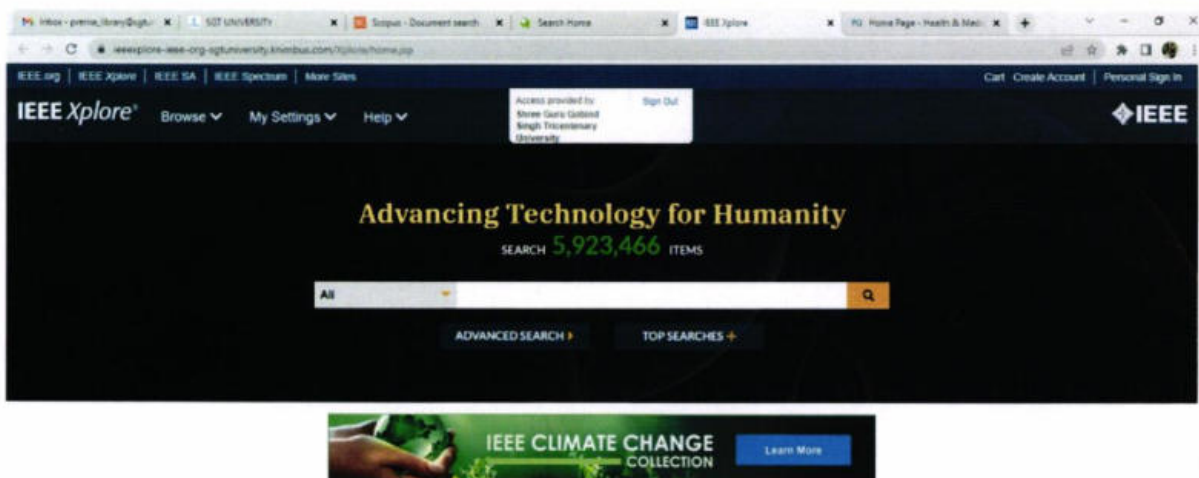 Inbox - prerna_library@sgtu
SGT UNIVERSITY
Scopus - Document search
Search Home
IEEE Xplore
Home Page - Health & Medic
ieeexplore-ieee-org-sgtuniversity.knimbus.com/Xplore/home.jsp
IEEE.org | IEEE Xplore | IEEE SA | IEEE Spectrum | More Sites
Cart Create Account | Personal Sign In
IEEE Xplore®
Browse
My Settings
Help
Access provided by:
Shree Guru Gobind
Singh Tricentenary
University
Sign Out
IEEE
Advancing Technology for Humanity
SEARCH 5,923,466 ITEMS
All
ADVANCED SEARCH
TOP SEARCHES +
IEEE CLIMATE CHANGE
COLLECTION
Learn More